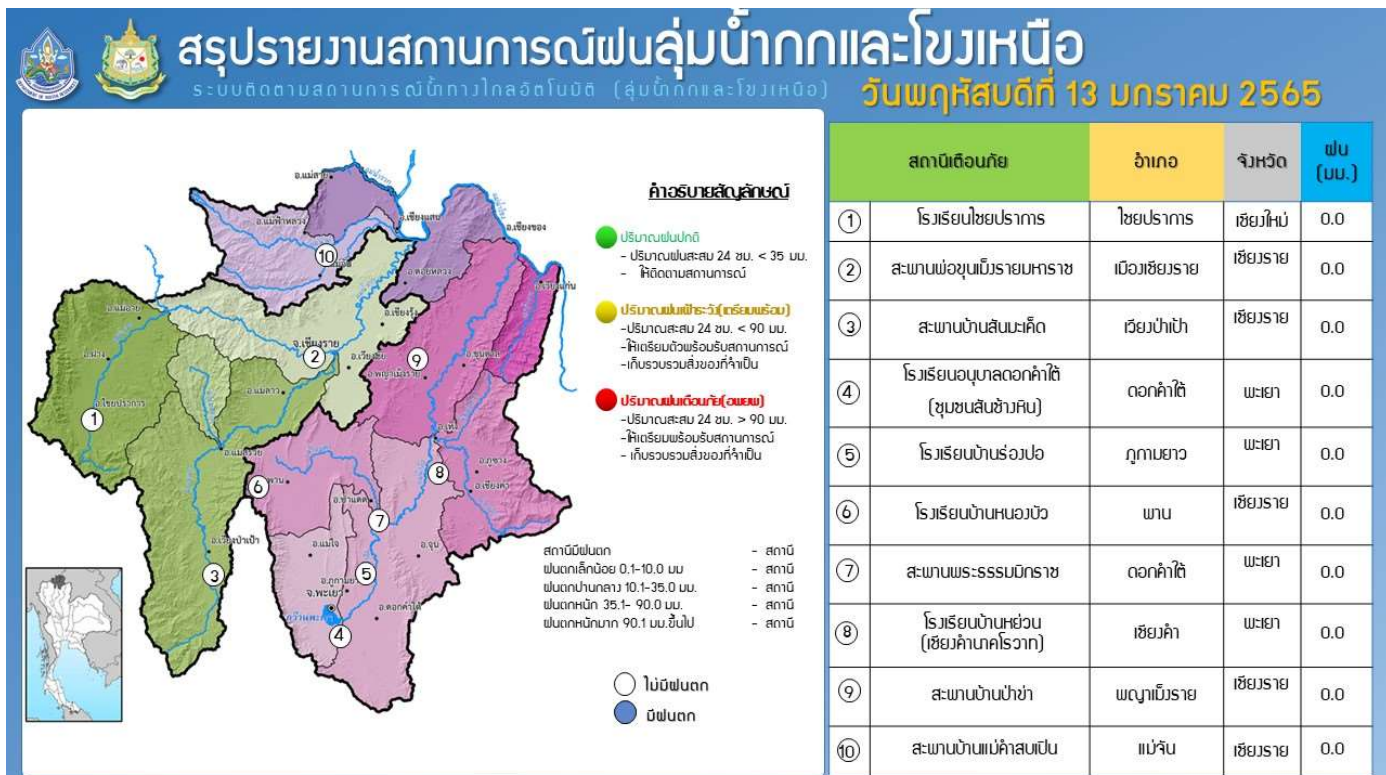 สรุปรายงานสถานการณ์ฝนลุ่มน้ำกกและโขงเหนือ
ระบบติดตามสถานการณ์น้ำทางไกลอัตโนมัติ (ลุ่มน้ำกกและโขงเหนือ)
วันพฤหัสบดีที่ 13 มกราคม 2565
อ.แม่สาย
อ.แม่ฟ้าหลวง
อ.เชียงแสน
อ.เชียงของ
10
อ.ดอยหลวง
อ.เวียงแก่น
อ.แม่อาย
อ.เชียงรุ้ง
อ.ฝาง
จ.เชียงราย
2
อ.เวียงชัย
9
อ.ขุนตาล
อ.พญาเม็งราย
อ.แม่ลาว
อ.ไชยปราการ
1
อ.เทิง
อ.แม่สรวย
8
อ.ภูซาง
อ.เชียงคำ
6
อ.พาน
อ.ป่าแดด
7
อ.เวียงป่าเป้า
3
อ.แม่ใจ
อ.จุน
5
อ.ภูกามยาว
จ.พะเยา
อ.ดอกคำใต้
กว๊านพะเยา
4
คำอธิบายสัญลักษณ์
ปริมาณฝนปกติ
- ปริมาณฝนสะสม 24 ชม. < 35 มม.
- ให้ติดตามสถานการณ์
ปริมาณฝนเฝ้าระวัง(เตรียมพร้อม)
-ปริมาณสะสม 24 ชม. < 90 มม.
-ให้เตรียมตัวพร้อมรับสถานการณ์
-เก็บรวบรวมสิ่งของที่จำเป็น
ปริมาณฝนเตือนภัย(อพยพ)
-ปริมาณสะสม 24 ชม. > 90 มม.
-ให้เตรียมพร้อมรับสถานการณ์
- เก็บรวบรวมสิ่งของที่จำเป็น
สถานีมีฝนตก - สถานี
ฝนตกเล็กน้อย 0.1-10.0 มม - สถานี
ฝนตกปานกลาง 10.1-35.0 มม. - สถานี
ฝนตกหนัก 35.1- 90.0 มม. - สถานี
ฝนตกหนักมาก 90.1 มม.ขึ้นไป - สถานี
ไม่มีฝนตก
มีฝนตก
สถานีเตือนภัย อำเภอ จังหวัด ฝน
(มม.)
1 โรงเรียนไชยปราการ ไชยปราการ เชียงใหม่ 0.0
2 สะพานพ่อขุนเม็งรายมหาราช เมืองเชียงราย เชียงราย 0.0
3 สะพานบ้านสันมะเค็ด เวียงป่าเป้า เชียงราย 0.0
4 โรงเรียนอนุบาลดอกคำใต้
(ชุมชนสันช้างหิน) ดอกคำใต้ พะเยา 0.0
5 โรงเรียนบ้านร่องปอ ภูกามยาว พะเยา 0.0
6 โรงเรียนบ้านหนองบัว พาน เชียงราย 0.0
7 สะพานพระธรรมมิกราช ดอกคำใต้ พะเยา 0.0
8 โรงเรียนบ้านหย่วน
(เชียงคำนาคโรวาท) เชียงคำ พะเยา 0.0
9 สะพานบ้านป่าข่า พญาเม็งราย เชียงราย 0.0
10 สะพานบ้านแม่คำสบเปิน แม่จัน เชียงราย 0.0